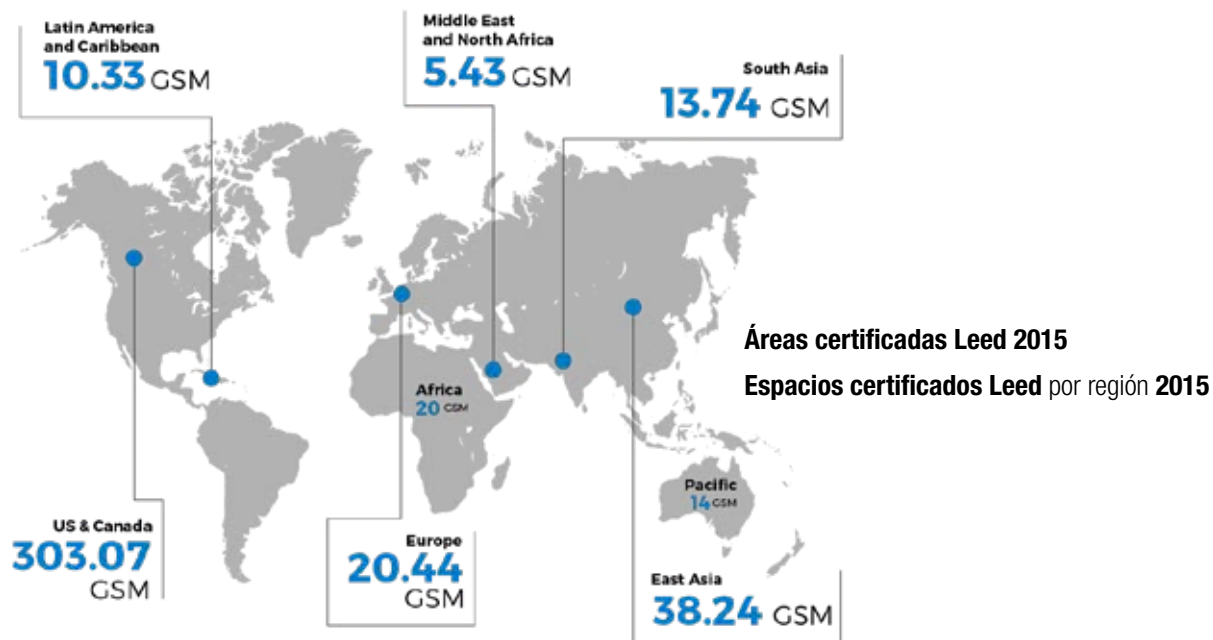 Latin America
and Caribbean
10.33 GSM
Middle East
and North Africa
5.43 GSM
South Asia
13.74 GSM
Africa
20 GSM
Áreas certificadas Leed 2015
Espacios certificados Leed por región 2015
Pacific
14 GSM
US & Canada
303.07
GSM
Europe
20.44
GSM
East Asia
38.24 GSM